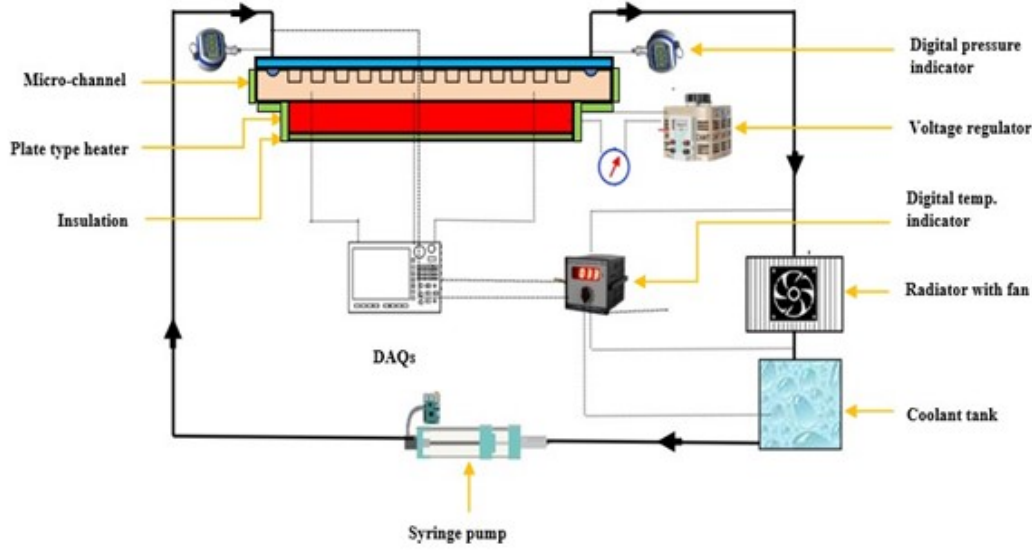 Digital pressure
indicator
Micro-channel
Voltage regulator
Plate type heater
Digital temp.
indicator
Insulation
Radiator with fan
DAQs
Coolant tank
Syringe pump